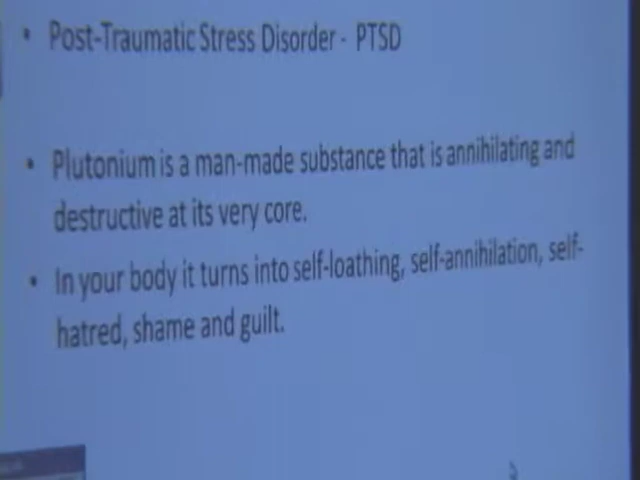 • Post-Traumatic Stress Disorder - PTSD
• Plutonium is a man-made substance that is annihilating and
destructive at its very core.
• In your body it turns into self-loathing, self-annihilation, self-
hatred, shame and guilt.